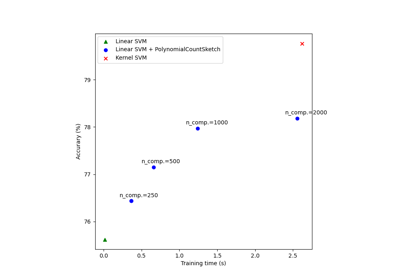 Linear SVM
Linear SVM + PolynomialCountSketch
Kernel SVM
79
n_comp.=2000
n_comp.=1000
78
Accurary (%)
n_comp.=500
77
n_comp.=250
76
0.0 0.5 1.0 1.5 2.0 2.5
Training time (s)